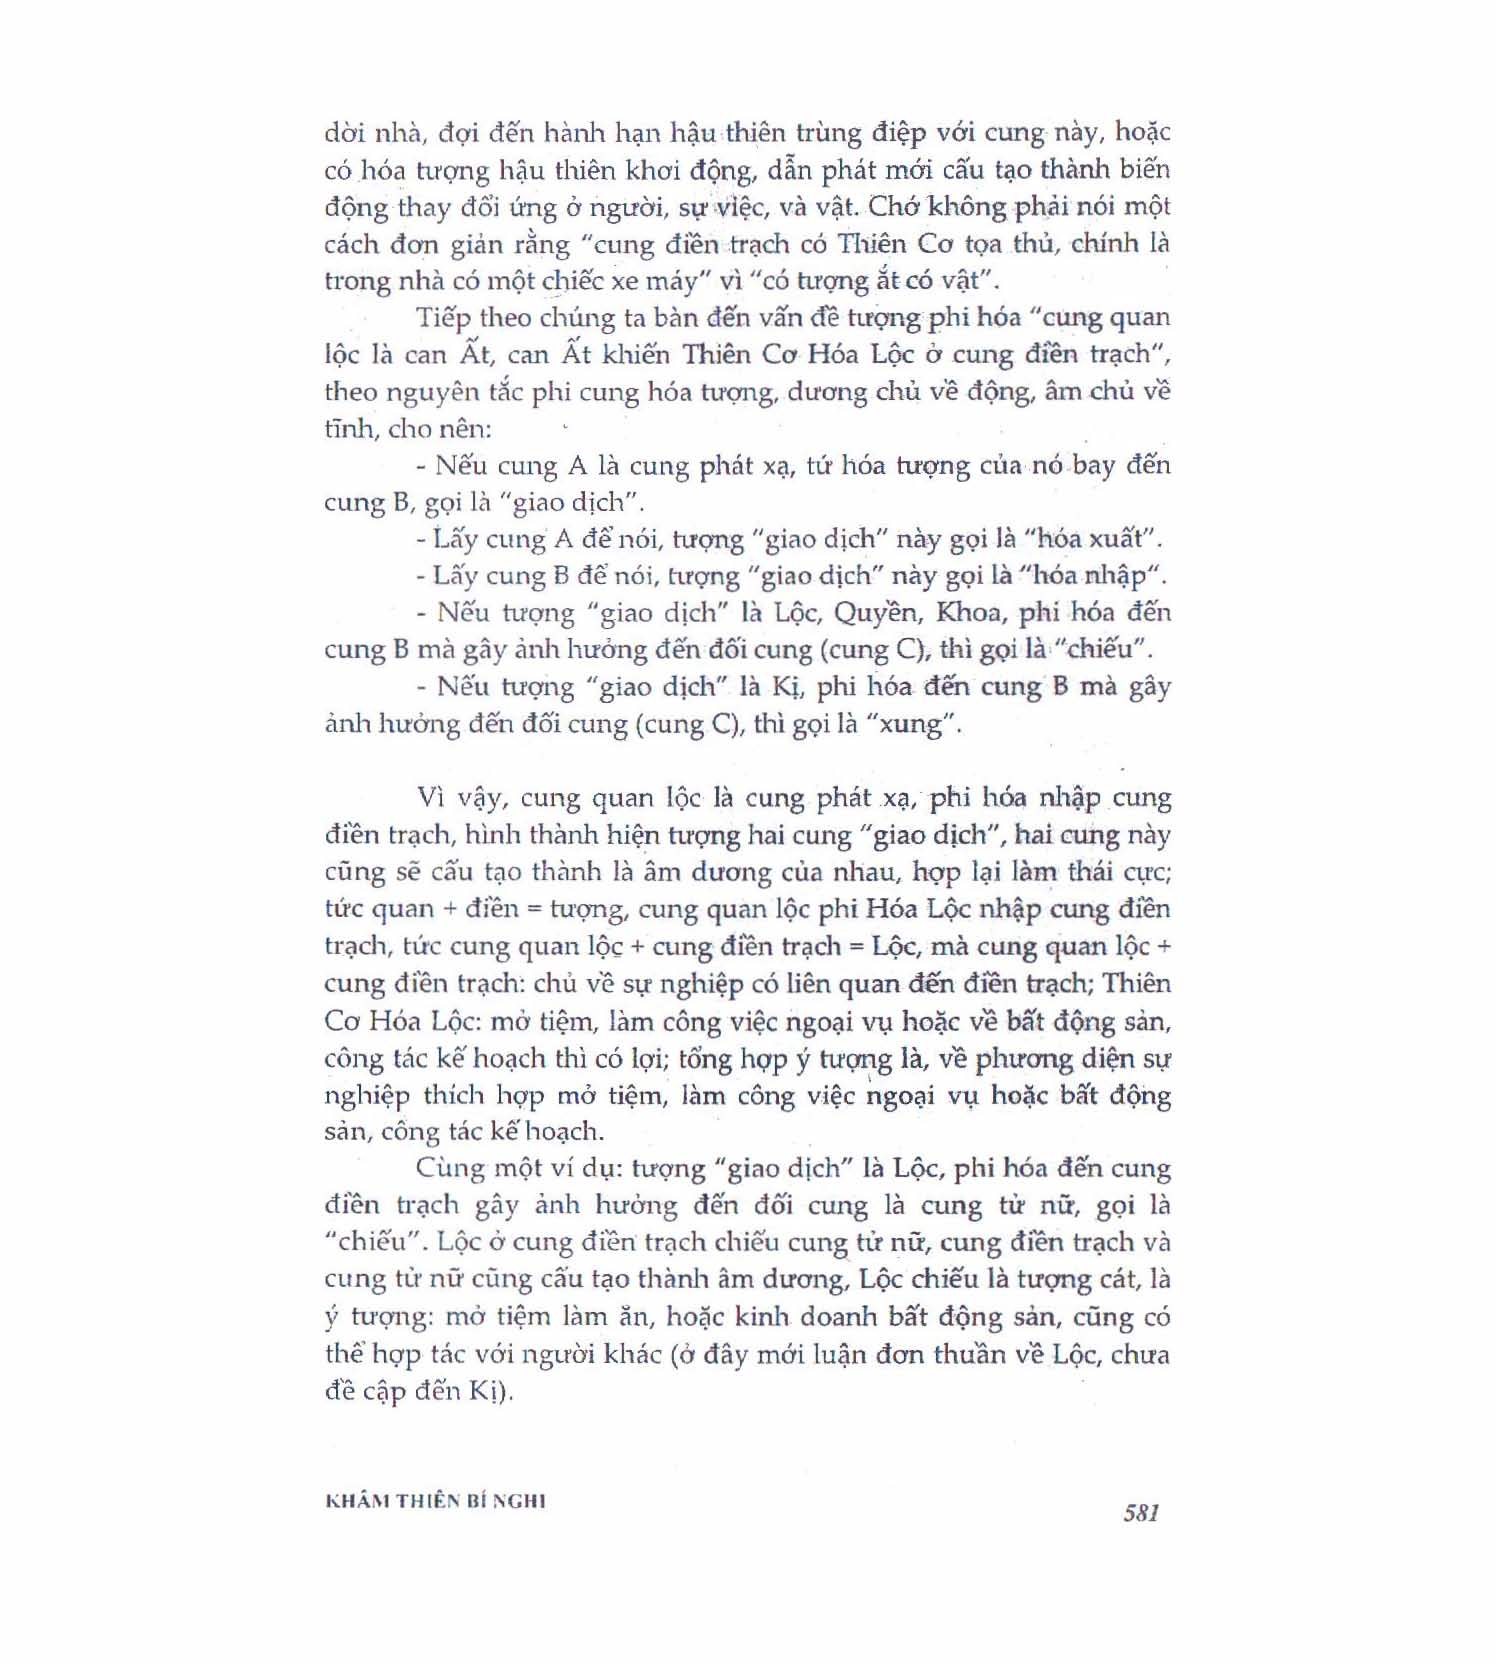 dời nhà, đợi đến hành hạn hậu thiên trùng điệp với cung này, hoặc
có hóa tượng hậu thiên khơi động, dẫn phát mới cấu tạo thành biến
động thay đổi ứng ở người, sự việc, và vật. Chớ không phải nói một
cách đơn giản rằng "cung điền trạch có Thiên Cơ tọa thủ, chính là
trong nhà có một chiếc xe máy" vì "có tượng ắt có vật".
Tiếp theo chúng ta bàn đến vấn đề tượng phi hóa "cung quan
lộc là can Ất, can Ất khiến Thiên Cơ Hóa Lộc ở cung điền trạch",
theo nguyên tắc phi cung hóa tượng, dương chủ về động, âm chủ về
tĩnh, cho nên:
- Nếu cung A là cung phát xạ, tứ hóa tượng của nó bay đến
cung B, gọi là "giao dịch".
- Lấy cung A để nói, tượng "giao dịch" này gọi là "hóa xuất".
- Lấy cung B để nói, tượng "giao dịch" này gọi là "hóa nhập".
- Nếu tượng "giao dịch" là Lộc, Quyền, Khoa, phi hóa đến
cung B mà gây ảnh hưởng đến đối cung (cung C), thì gọi là "chiếu".
- Nếu tượng "giao dịch" là Kị, phi hóa đến cung B mà gây
ảnh hưởng đến đối cung (cung C), thì gọi là "xung".
Vì vậy, cung quan lộc là cung phát xạ, phi hóa nhập cung
điền trạch, hình thành hiện tượng hai cung "giao dịch", hai cung này
cũng sẽ cấu tạo thành là âm dương của nhau, hợp lại làm thái cực;
tức quan + điền = tượng, cung quan lộc phi Hóa Lộc nhập cung điền
trạch, tức cung quan lộc + cung điền trạch = Lộc, mà cung quan lộc +
cung điền trạch: chủ về sự nghiệp có liên quan đến điền trạch; Thiên
Cơ Hóa Lộc: mở tiệm, làm công việc ngoại vụ hoặc về bất động sản,
công tác kế hoạch thì có lợi; tổng hợp ý tượng là, về phương diện sự
nghiệp thích hợp mở tiệm, làm công việc ngoại vụ hoặc bất động
sản, công tác kế hoạch.
Cùng một ví dụ: tượng "giao dịch" là Lộc, phi hóa đến cung
điền trạch gây ảnh hưởng đến đối cung là cung tử nữ, gọi là
"chiếu". Lộc ở cung điền trạch chiếu cung tử nữ, cung điền trạch và
cung tử nữ cũng cấu tạo thành âm dương, Lộc chiếu là tượng cát, là
ý tượng: mở tiệm làm ăn, hoặc kinh doanh bất động sản, cũng có
thể hợp tác với người khác (ở đây mới luận đơn thuần về Lộc, chưa
đề cập đến Kị).
KHÂM THIÊN BÍ NGHI
581